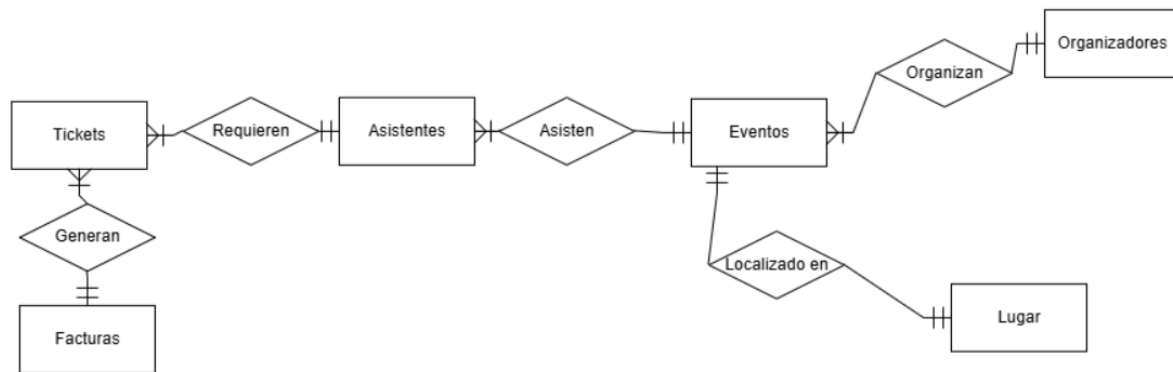 Organizadores
Organizan
Tickets
Requieren
Asistentes
Asisten
Eventos
Generan
Localizado en
Lugar
Facturas